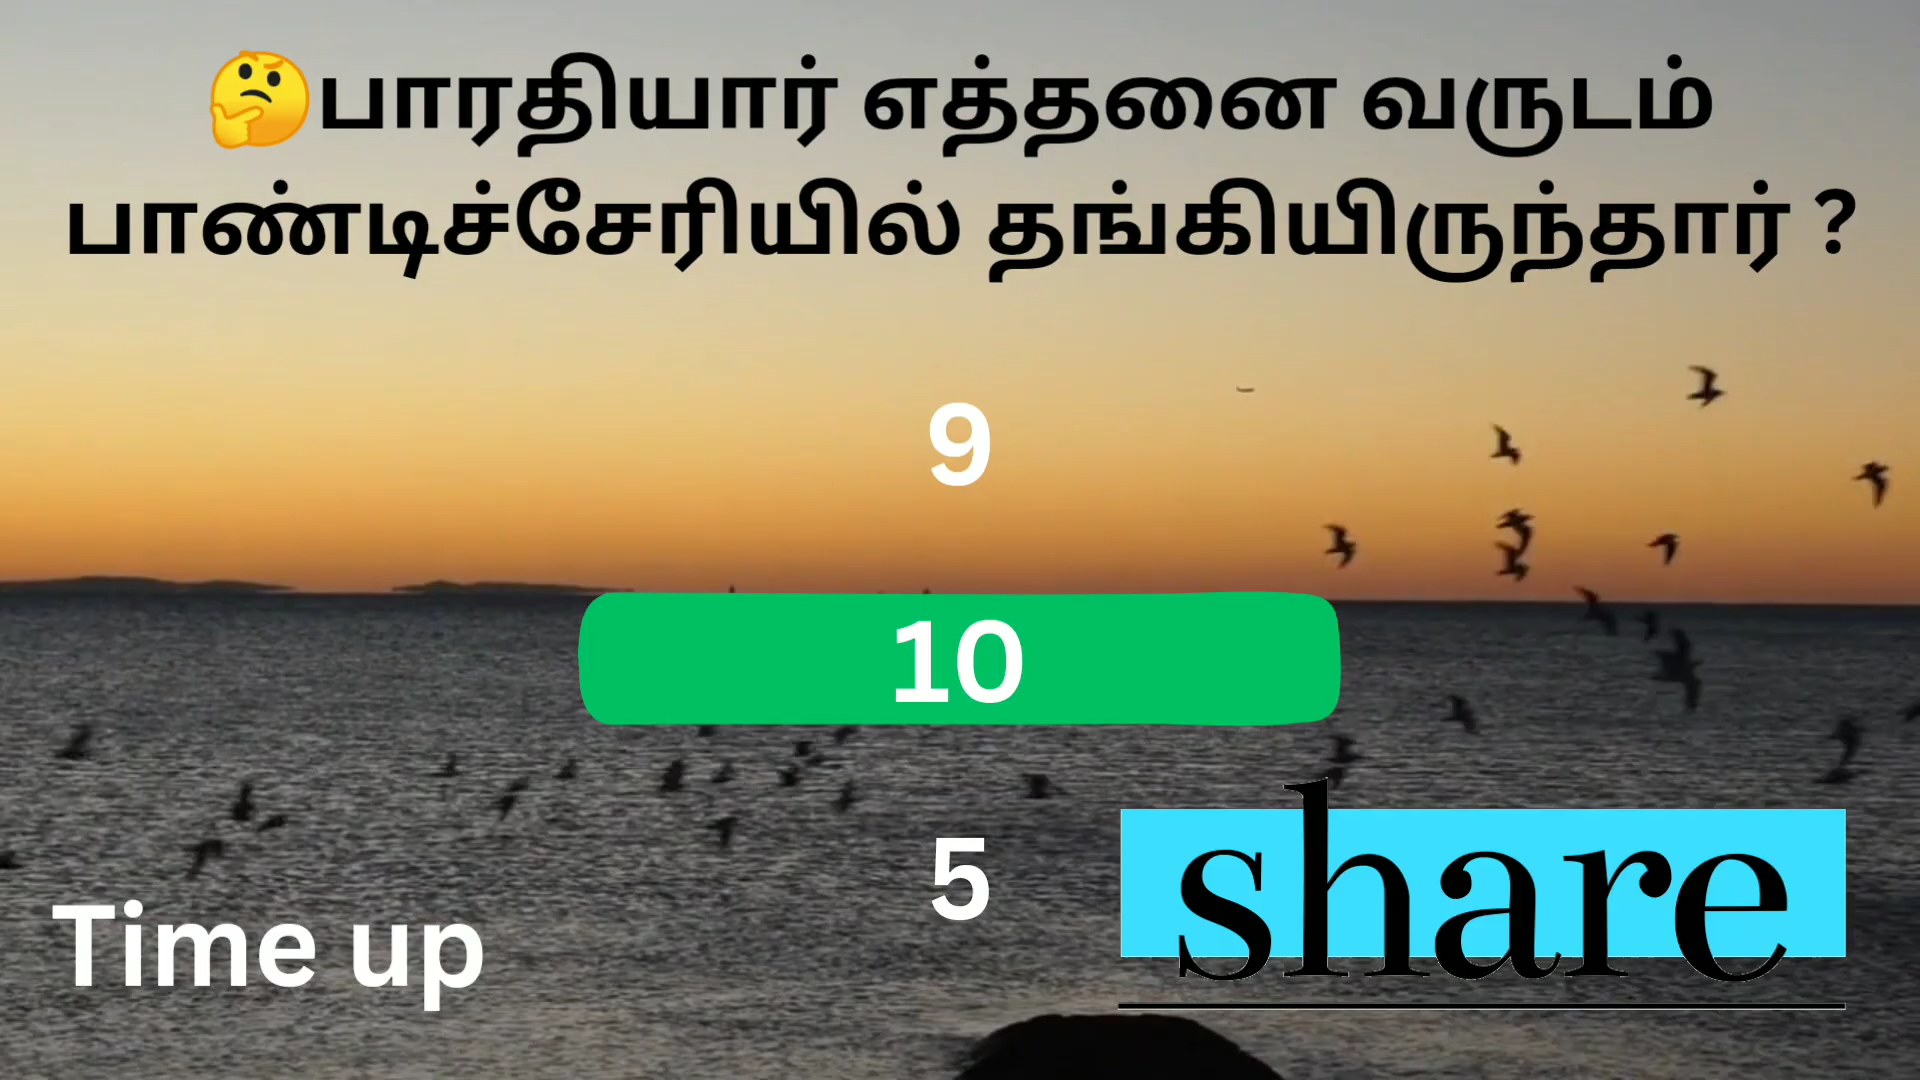 🤔பாரதியார் எத்தனை வருடம்
பாண்டிச்சேரியில் தங்கியிருந்தார் ?
9
10
5
share
Time up